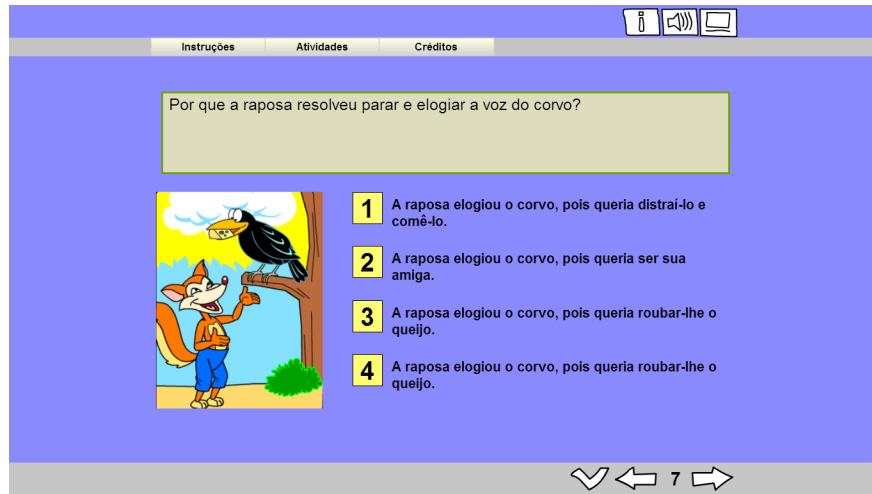 Instruções
Atividades
Créditos
Por que a raposa resolveu parar e elogiar a voz do corvo?
1
A raposa elogiou o corvo, pois queria distraí-lo e
comê-lo.
2
A raposa elogiou o corvo, pois queria ser sua
amiga.
3
A raposa elogiou o corvo, pois queria roubar-lhe o
queijo.
4
A raposa elogiou o corvo, pois queria roubar-lhe o
queijo.
7